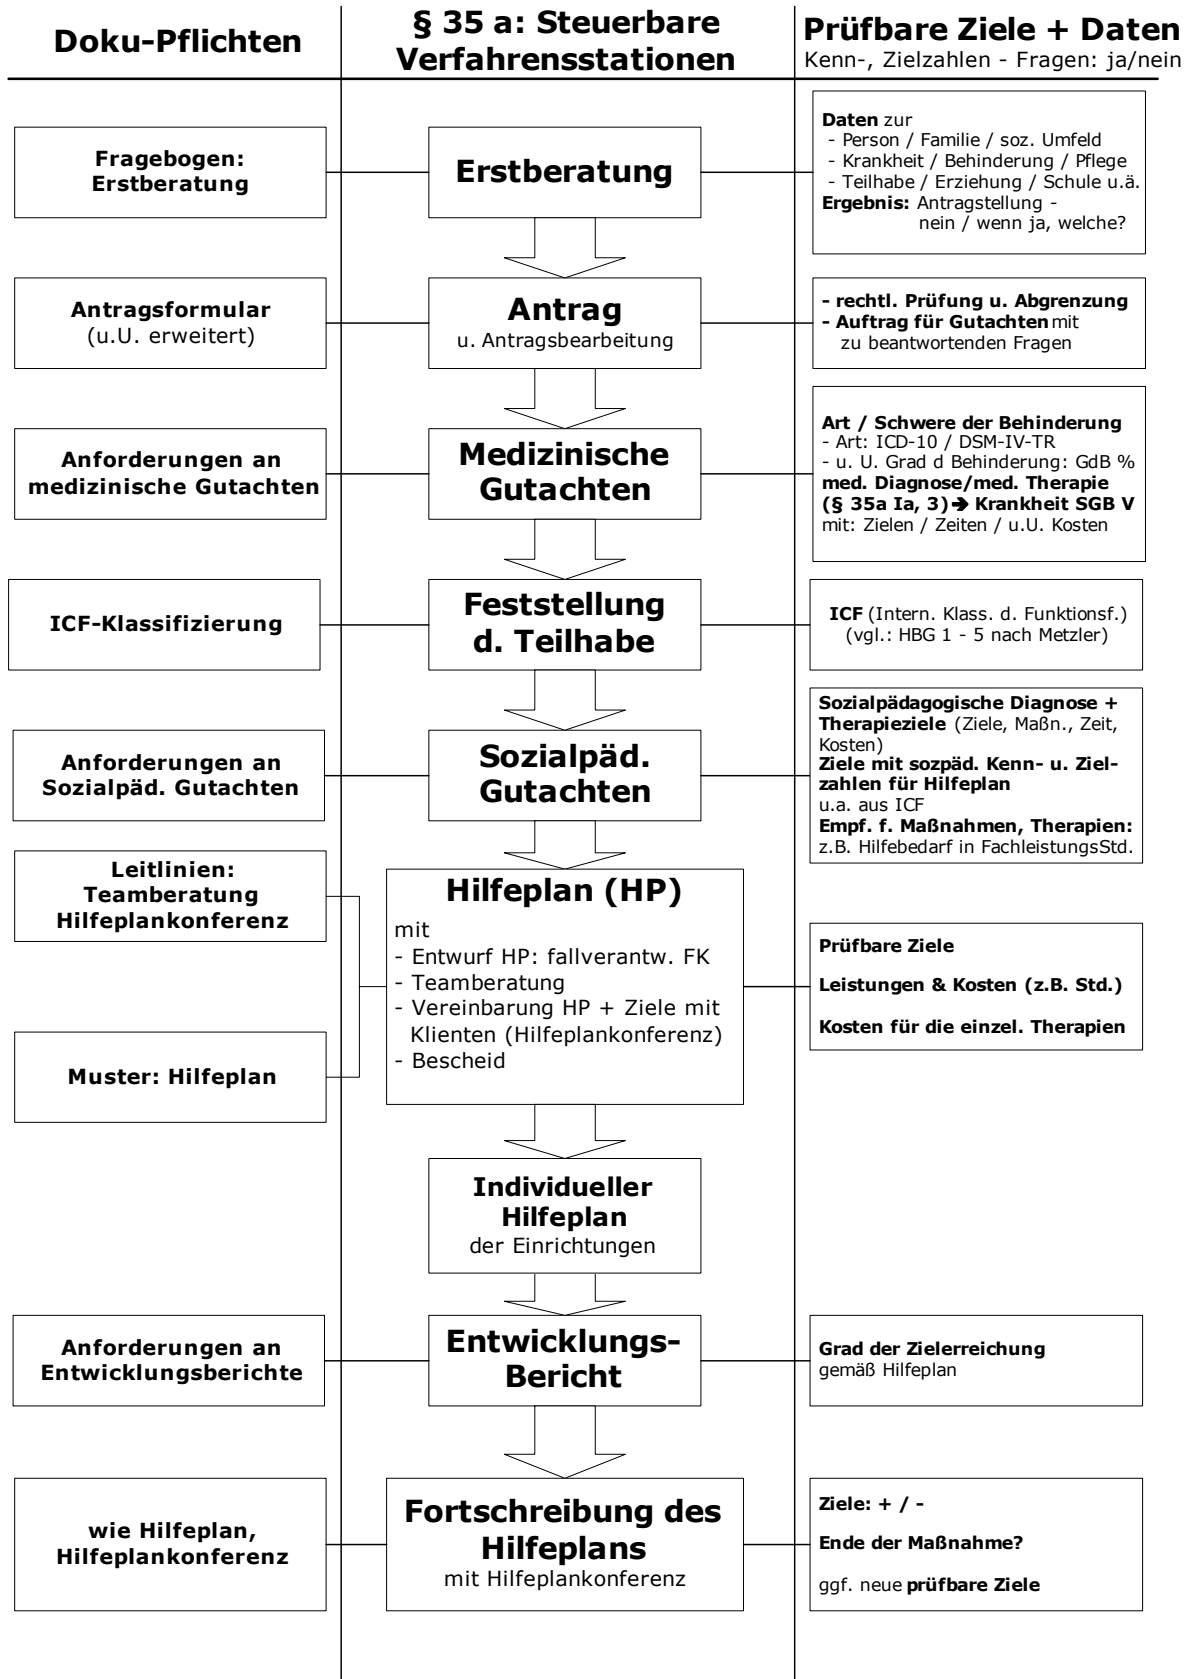 Doku-Pflichten
§ 35 a: Steuerbare
Verfahrensstationen
Prüfbare Ziele + Daten
Kenn-, Zielzahlen - Fragen: ja/nein
Fragebogen:
Erstberatung
Erstberatung
Daten zur
- Person / Familie / soz. Umfeld
- Krankheit / Behinderung / Pflege
- Teilhabe / Erziehung / Schule u.ä.
Ergebnis: Antragstellung -
nein / wenn ja, welche?
Antragsformular
(u.U. erweitert)
Antrag
u. Antragsbearbeitung
- rechtl. Prüfung u. Abgrenzung
- Auftrag für Gutachten mit
zu beantwortenden Fragen
Anforderungen an
medizinische Gutachten
Medizinische
Gutachten
Art / Schwere der Behinderung
- Art: ICD-10 / DSM-IV-TR
- u. U. Grad d Behinderung: GdB %
med. Diagnose/med. Therapie
(§ 35a Ia, 3) ➔ Krankheit SGB V
mit: Zielen / Zeiten / u.U. Kosten
ICF-Klassifizierung
Feststellung
d. Teilhabe
ICF (Intern. Klass. d. Funktionsf.)
(vgl.: HBG 1 - 5 nach Metzler)
Anforderungen an
Sozialpäd. Gutachten
Sozialpäd.
Gutachten
Sozialpädagogische Diagnose +
Therapieziele (Ziele, Maßn., Zeit,
Kosten)
Ziele mit sozpäd. Kenn- u. Ziel-
zahlen für Hilfeplan
u.a. aus ICF
Empf. f. Maßnahmen, Therapien:
z.B. Hilfebedarf in FachleistungsStd.
Leitlinien:
Teamberatung
Hilfeplankonferenz
Muster: Hilfeplan
Hilfeplan (HP)
mit
- Entwurf HP: fallverantw. FK
- Teamberatung
- Vereinbarung HP + Ziele mit
Klienten (Hilfeplankonferenz)
- Bescheid
Prüfbare Ziele
Leistungen & Kosten (z.B. Std.)
Kosten für die einzel. Therapien
Individueller
Hilfeplan
der Einrichtungen
Anforderungen an
Entwicklungsberichte
Entwicklungs-
Bericht
Grad der Zielerreichung
gemäß Hilfeplan
wie Hilfeplan,
Hilfeplankonferenz
Fortschreibung des
Hilfeplans
mit Hilfeplankonferenz
Ziele: + / -
Ende der Maßnahme?
ggf. neue prüfbare Ziele